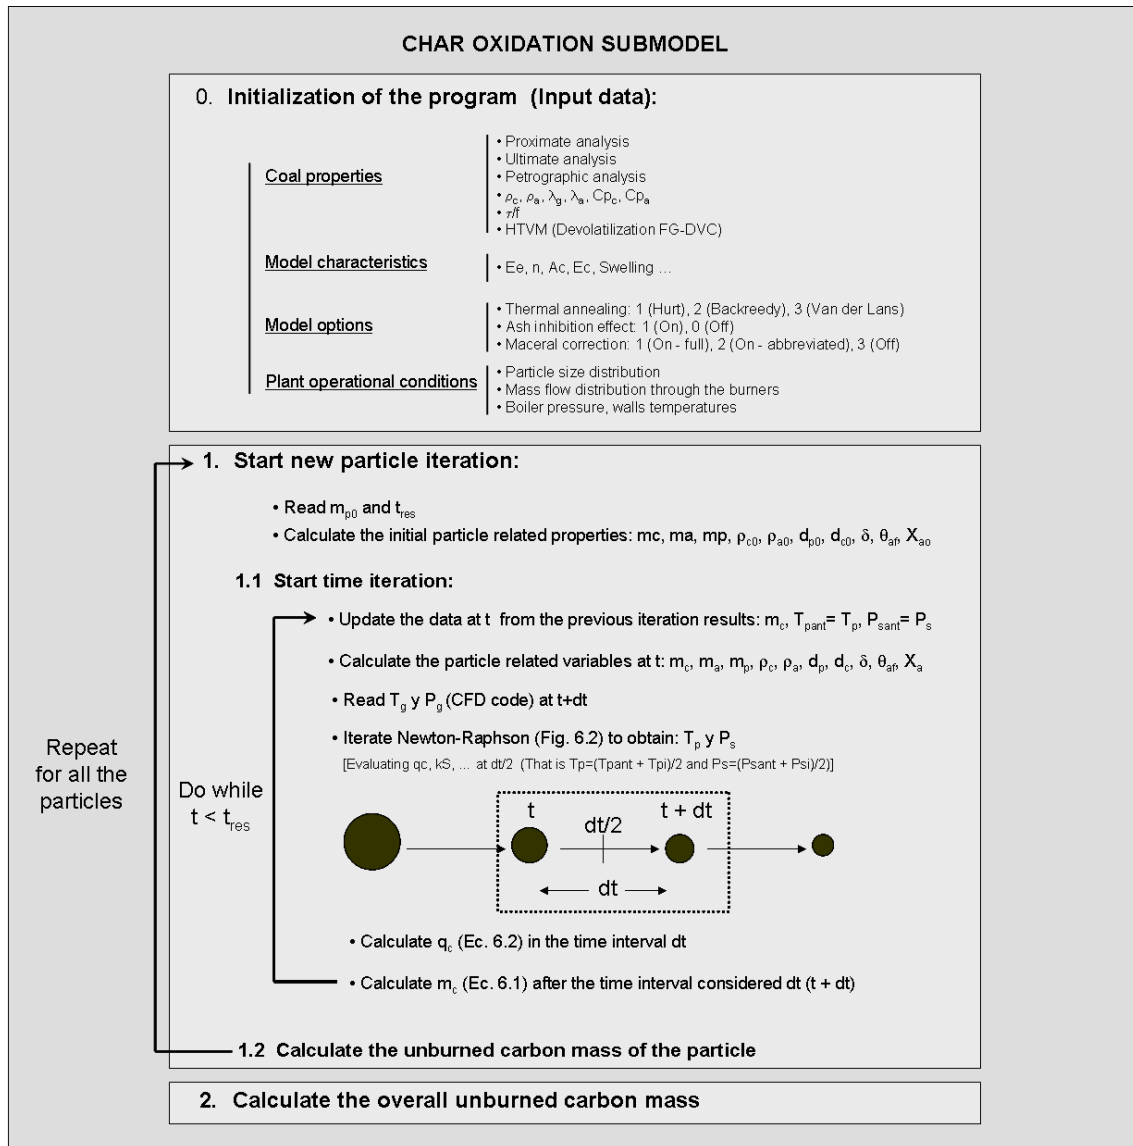 CHAR OXIDATION SUBMODEL
0. Initialization of the program (Input data):
Coal properties
• Proximate analysis
• Ultimate analysis
• Petrographic analysis
• ρc, ρa, λg, λa, Cpc, Cpa
• τ/f
• HTVM (Devolatilization FG-DVC)
Model characteristics
• Ee, n, Ac, Ec, Swelling ...
Model options
• Thermal annealing: 1 (Hurt), 2 (Backreedy), 3 (Van der Lans)
• Ash inhibition effect: 1 (On), 0 (Off)
• Maceral correction: 1 (On - full), 2 (On - abbreviated), 3 (Off)
Plant operational conditions
• Particle size distribution
• Mass flow distribution through the burners
• Boiler pressure, walls temperatures
1. Start new particle iteration:
• Read mp0 and tres
• Calculate the initial particle related properties: mc, ma, mp, ρc0, ρa0, dp0, dc0, δ, θaf, Xao
1.1 Start time iteration:
• Update the data at t from the previous iteration results: mc, Tpant= Tp, Psant= Ps
• Calculate the particle related variables at t: mc, ma, mp, ρc, ρa, dp, dc, δ, θaf, Xa
• Read Tg y Pg (CFD code) at t+dt
• Iterate Newton-Raphson (Fig. 6.2) to obtain: Tp y Ps
[Evaluating qc, kS, ... at dt/2 (That is Tp=(Tpant + Tpi)/2 and Ps=(Psant + Psi)/2)]
Repeat
for all the
particles
Do while
t < tres
t
dt/2
t + dt
dt
• Calculate qc (Ec. 6.2) in the time interval dt
• Calculate mc (Ec. 6.1) after the time interval considered dt (t + dt)
1.2 Calculate the unburned carbon mass of the particle
2. Calculate the overall unburned carbon mass